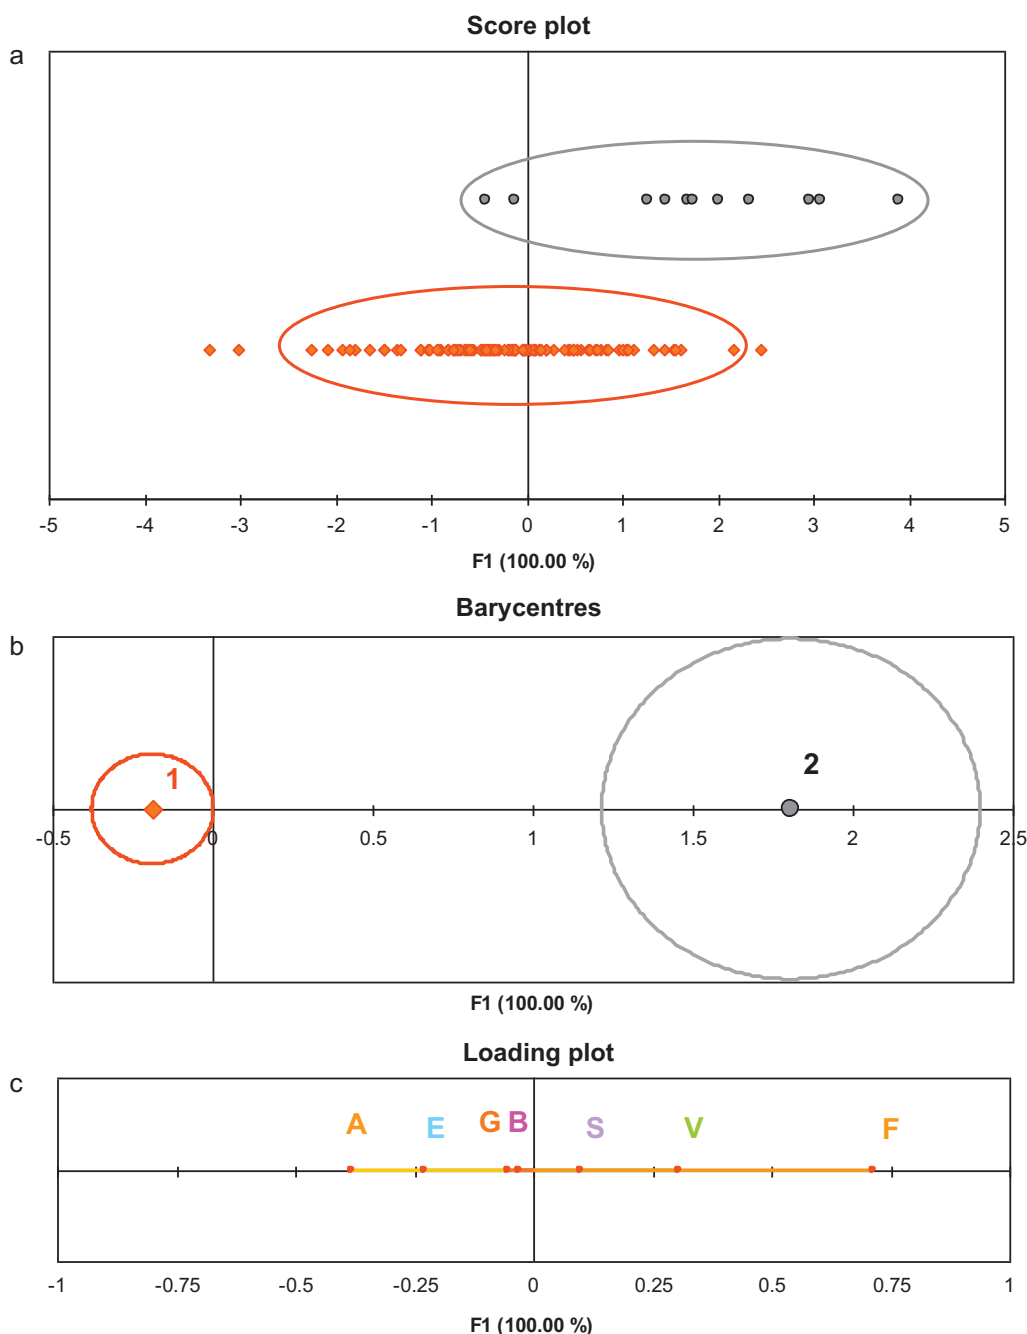 Score plot
a
-5 -4 -3 -2 -1 0 1 2 3 4 5
F1 (100.00 %)
Barycentres
b
1
2
-0.5 0 0.5 1 1.5 2 2.5
F1 (100.00 %)
Loading plot
c
A E G B S V F
-1 -0.75 -0.5 -0.25 0 0.25 0.5 0.75 1
F1 (100.00 %)